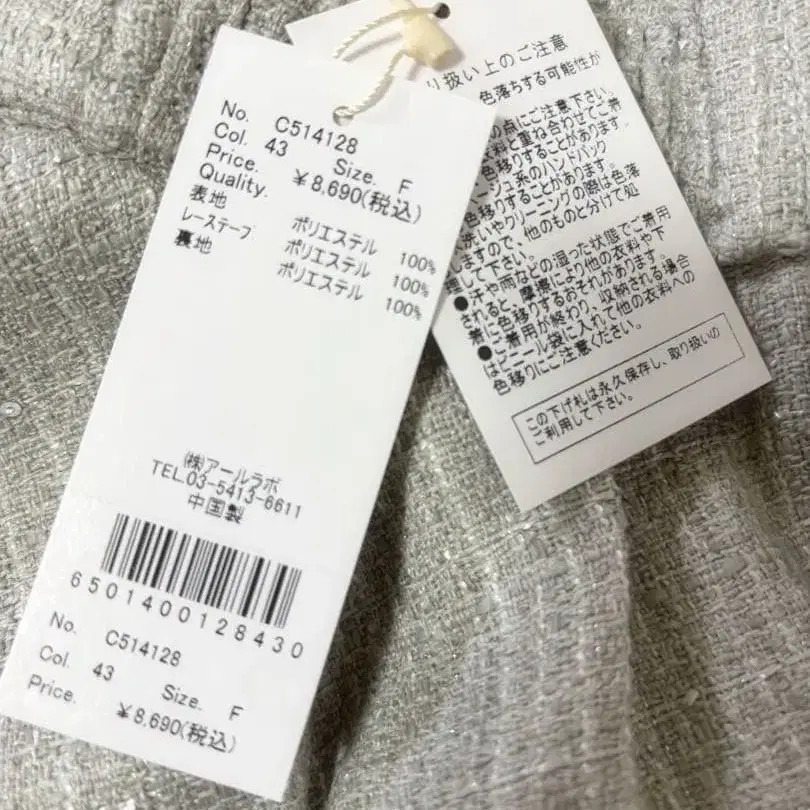 No. C514128
Col. 43 Size. F
Price. ¥8,690(税込)
Quality.
表地 ポリエステル 100%
レーステープ ポリエステル 100%
裏地 ポリエステル 100%
㈱アールラボ
TEL.03-5413-6611
中国製
6501400128430
No. C514128
Col. 43 Size. F
Price. ¥8,690(税込)
り扱い上のご注意
色落ちする可能性が
の点にご注意下さい。
衣料と重ね合わせてご着
色移りすることがあります。
ージュ系のハンドバック
色移りすることがあります。
洗いやクリーニングの際は色落
しますので、他のものと分けて処
理して下さい。
●汗や雨などの湿った状態でご着用
されると、摩擦により他の衣料や下
着に色移りするおそれがあります。
●ご着用が終わり、収納される場合
はビニール袋に入れて他の衣料への
色移りにご注意ください。
この下げ札は永久保存し、取り扱いの
ご利用して下さい。